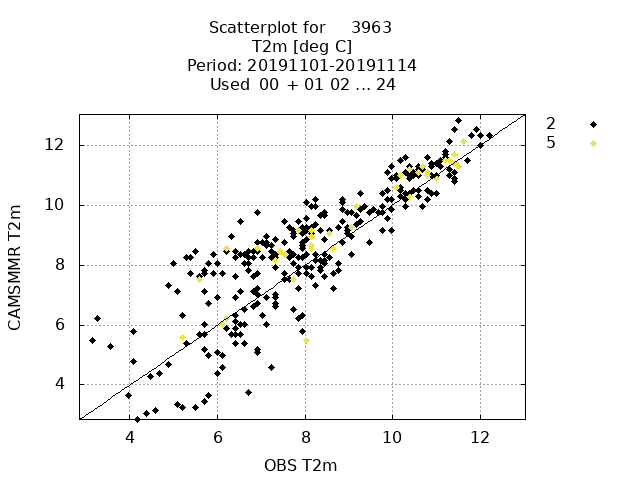 Scatterplot for 3963
T2m [deg C]
Period: 20191101-20191114
Used 00 + 01 02 ... 24
2
5
12
10
8
6
4
CAMSMMR T2m
4 6 8 10 12
OBS T2m